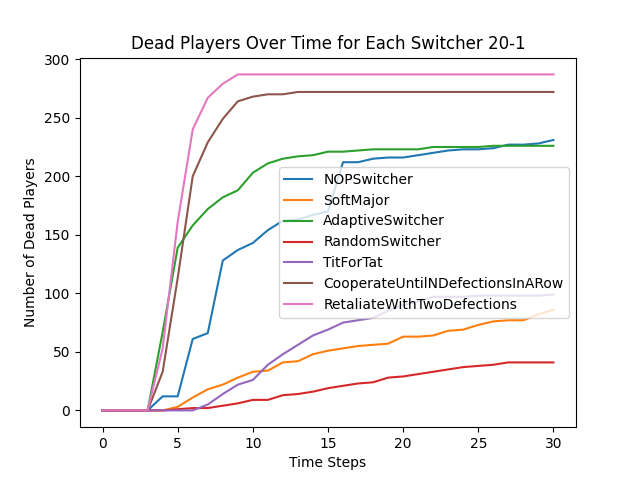 Dead Players Over Time for Each Switcher 20-1
300
250
200
150
100
50
0
Number of Dead Players
NOPSwitcher
SoftMajor
AdaptiveSwitcher
RandomSwitcher
TitForTat
CooperateUntilNDefectionsInARow
RetaliateWithTwoDefections
0 5 10 15 20 25 30
Time Steps